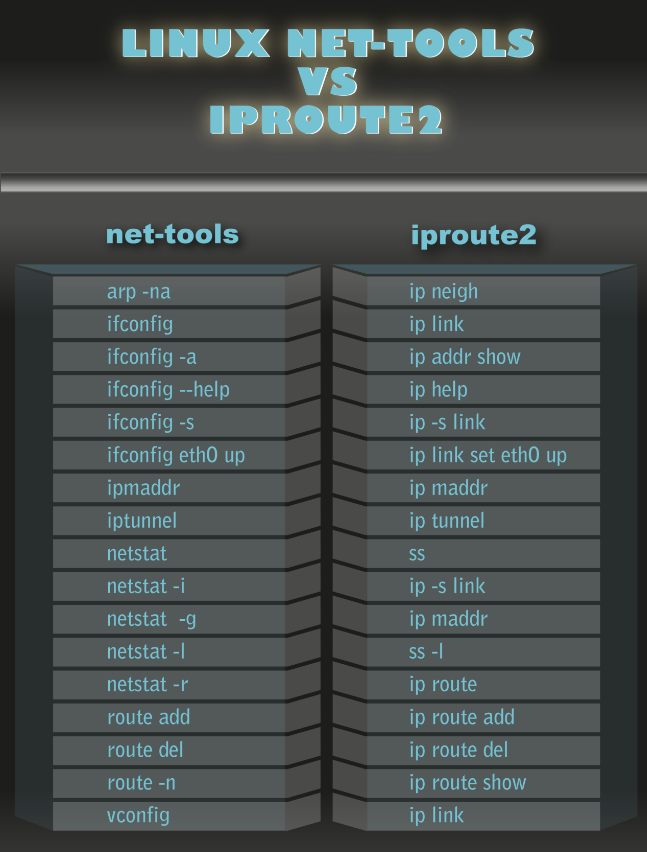 LINUX NET-TOOLS
VS
IPROUTE2
net-tools iproute2
arp -na ip neigh
ifconfig ip link
ifconfig -a ip addr show
ifconfig --help ip help
ifconfig -s ip -s link
ifconfig eth0 up ip link set eth0 up
ipmaddr ip maddr
iptunnel ip tunnel
netstat ss
netstat -i ip -s link
netstat -g ip maddr
netstat -l ss -l
netstat -r ip route
route add ip route add
route del ip route del
route -n ip route show
vconfig ip link